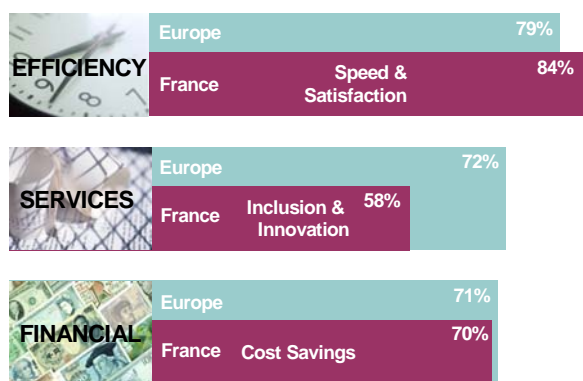 Europe 79%
EFFICIENCY
France Speed & 84%
Satisfaction
Europe 72%
SERVICES
France Inclusion & 58%
Innovation
Europe 71%
FINANCIAL
France Cost Savings 70%